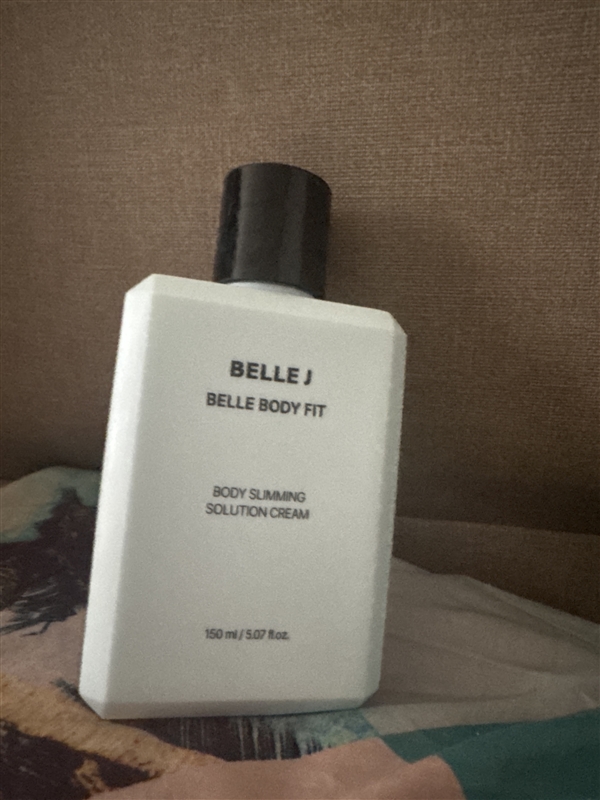 BELLE J
BELLE BODY FIT
BODY SLIMMING
SOLUTION CREAM
150 ml / 5.07 fl.oz.